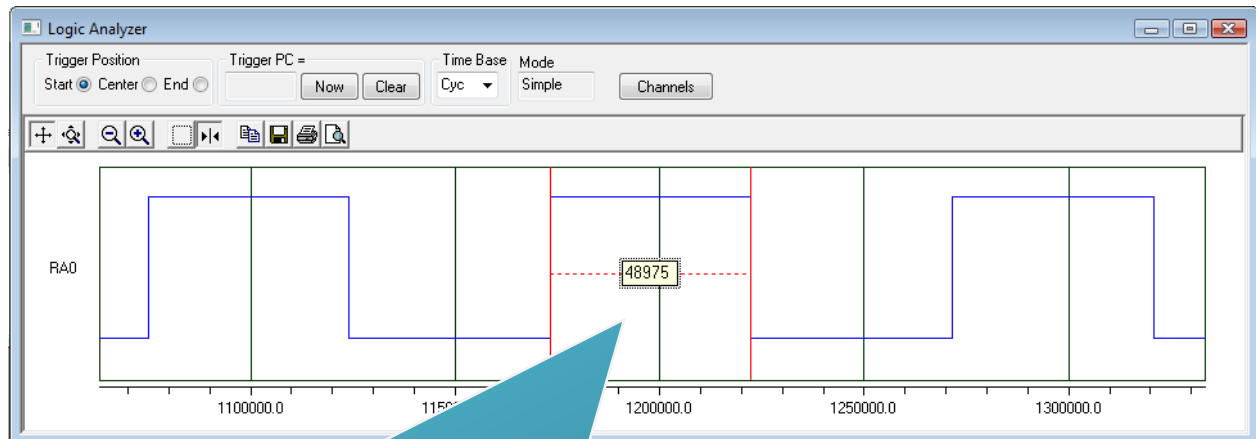 Logic Analyzer
Trigger Position
Trigger PC =
Time Base
Mode
Start
Center
End
Now
Clear
Cyc
Simple
Channels
RA0
48975
1100000.0
1200000.0
1250000.0
1300000.0